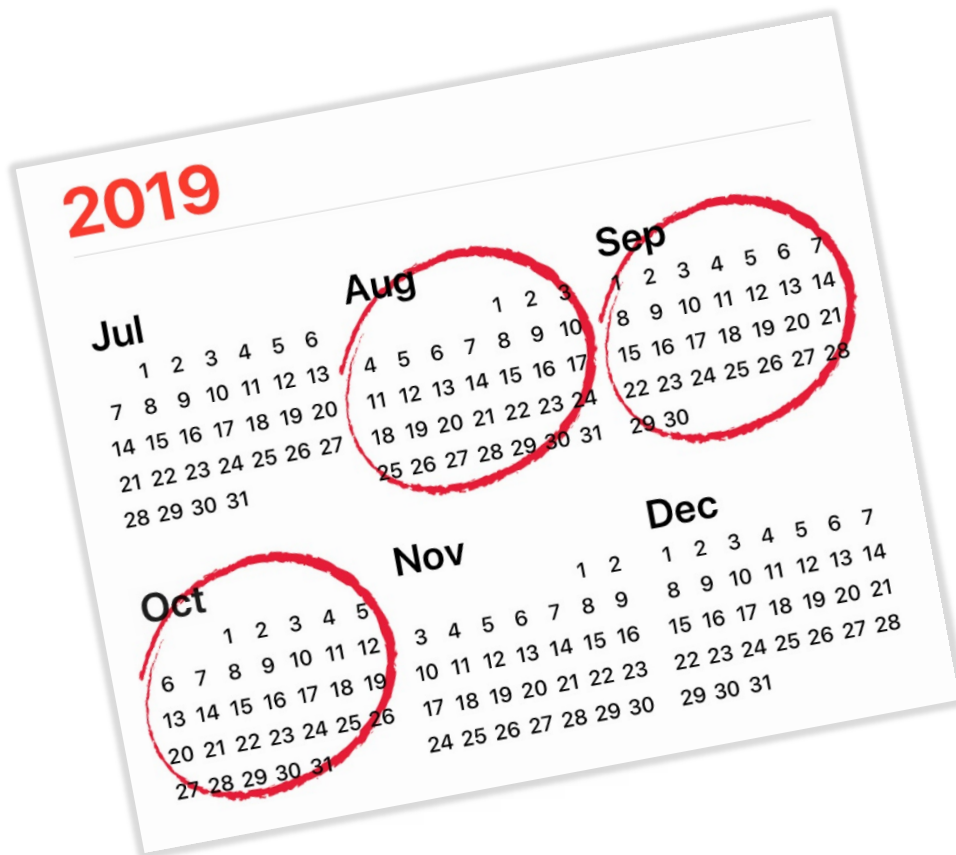 2019
Jul
1 2 3 4 5 6
7 8 9 10 11 12 13
14 15 16 17 18 19 20
21 22 23 24 25 26 27
28 29 30 31
Aug
1 2 3
4 5 6 7 8 9 10
11 12 13 14 15 16 17
18 19 20 21 22 23 24
25 26 27 28 29 30 31
Sep
1 2 3 4 5 6 7
8 9 10 11 12 13 14
15 16 17 18 19 20 21
22 23 24 25 26 27 28
29 30
Oct
1 2 3 4 5
6 7 8 9 10 11 12
13 14 15 16 17 18 19
20 21 22 23 24 25 26
27 28 29 30 31
Nov
1 2
3 4 5 6 7 8 9
10 11 12 13 14 15 16
17 18 19 20 21 22 23
24 25 26 27 28 29 30
Dec
1 2 3 4 5 6 7
8 9 10 11 12 13 14
15 16 17 18 19 20 21
22 23 24 25 26 27 28
29 30 31